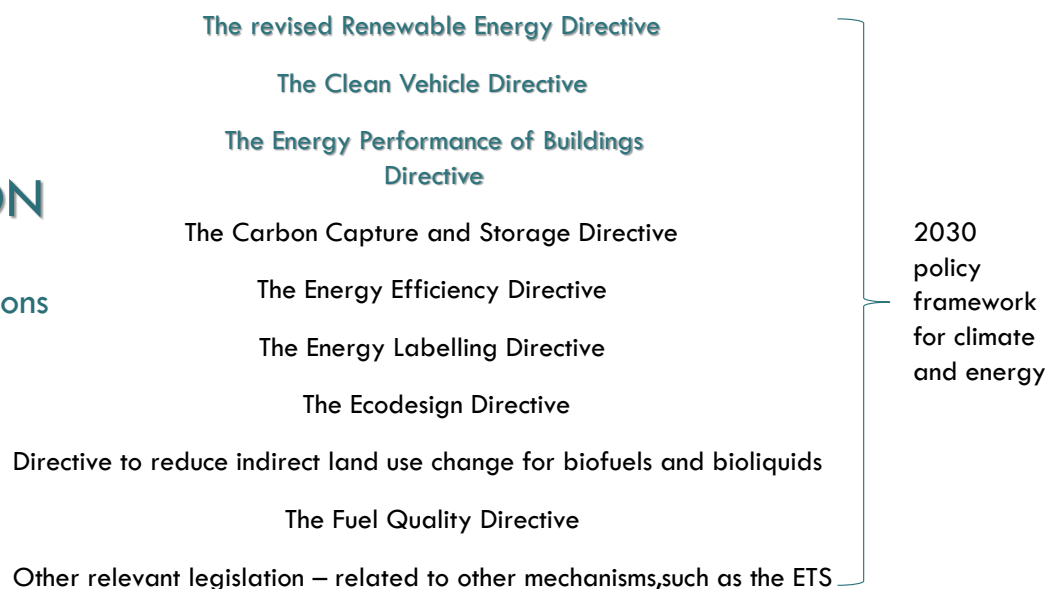 The revised Renewable Energy Directive
The Clean Vehicle Directive
The Energy Performance of Buildings
Directive
ON
The Carbon Capture and Storage Directive
ons
The Energy Efficiency Directive
The Energy Labelling Directive
The Ecodesign Directive
Directive to reduce indirect land use change for biofuels and bioliquids
The Fuel Quality Directive
Other relevant legislation – related to other mechanisms,such as the ETS
2030
policy
framework
for climate
and energy